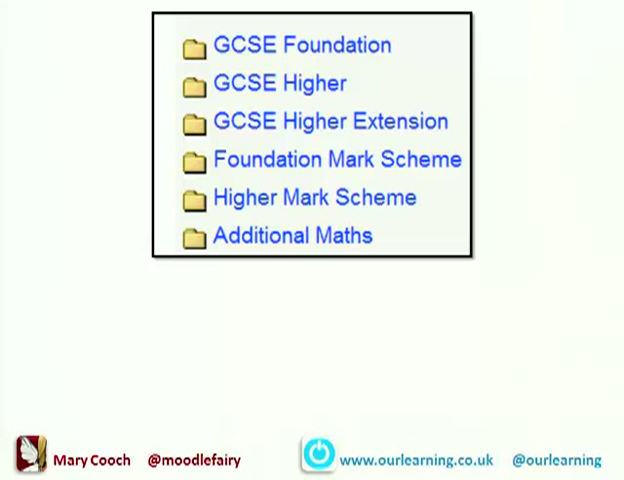 GCSE Foundation
GCSE Higher
GCSE Higher Extension
Foundation Mark Scheme
Higher Mark Scheme
Additional Maths
Mary Cooch @moodlefairy www.ourlearning.co.uk @ourlearning